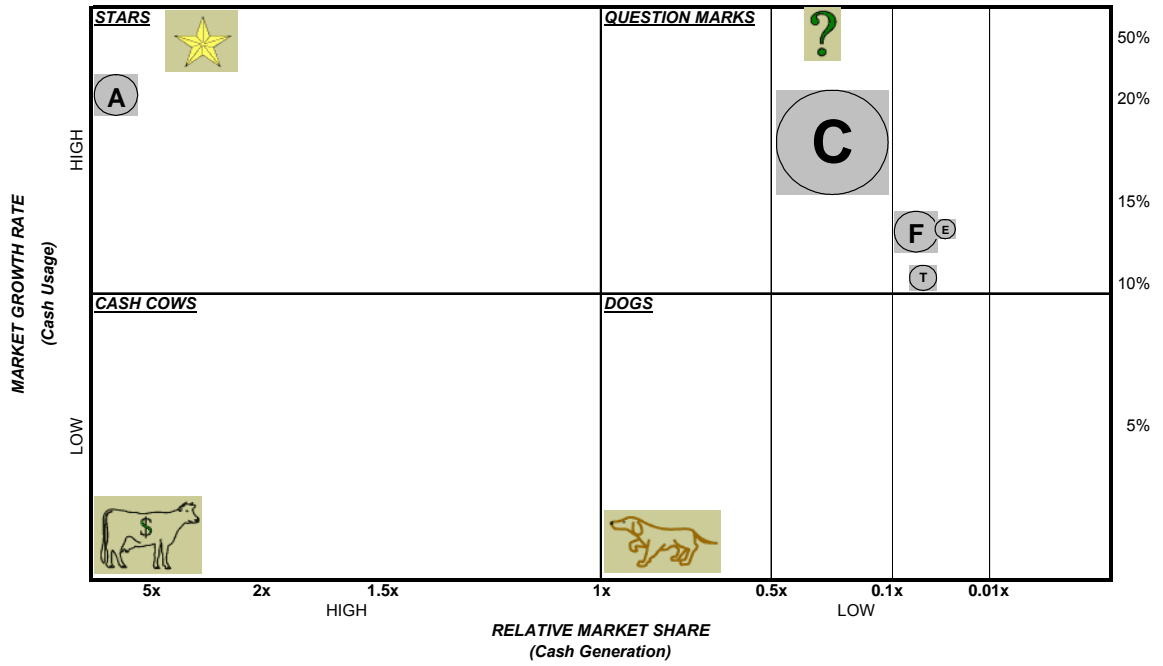 STARS
QUESTION MARKS
?
50%
A
20%
C
HIGH
15%
F
E
T
10%
MARKET GROWTH RATE
(Cash Usage)
CASH COWS
DOGS
LOW
5%
$
5x 2x 1.5x 1x 0.5x 0.1x 0.01x
HIGH LOW
RELATIVE MARKET SHARE
(Cash Generation)